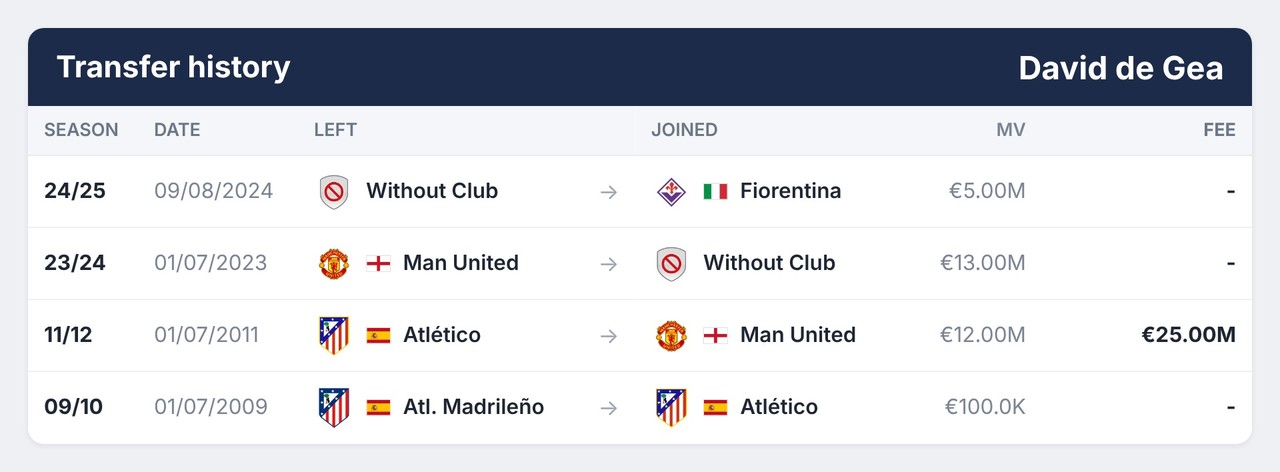 Transfer history David de Gea
SEASON DATE LEFT JOINED MV FEE
24/25 09/08/2024 Without Club → Fiorentina €5.00M -
23/24 01/07/2023 Man United → Without Club €13.00M -
11/12 01/07/2011 Atlético → Man United €12.00M €25.00M
09/10 01/07/2009 Atl. Madrileño → Atlético €100.0K -